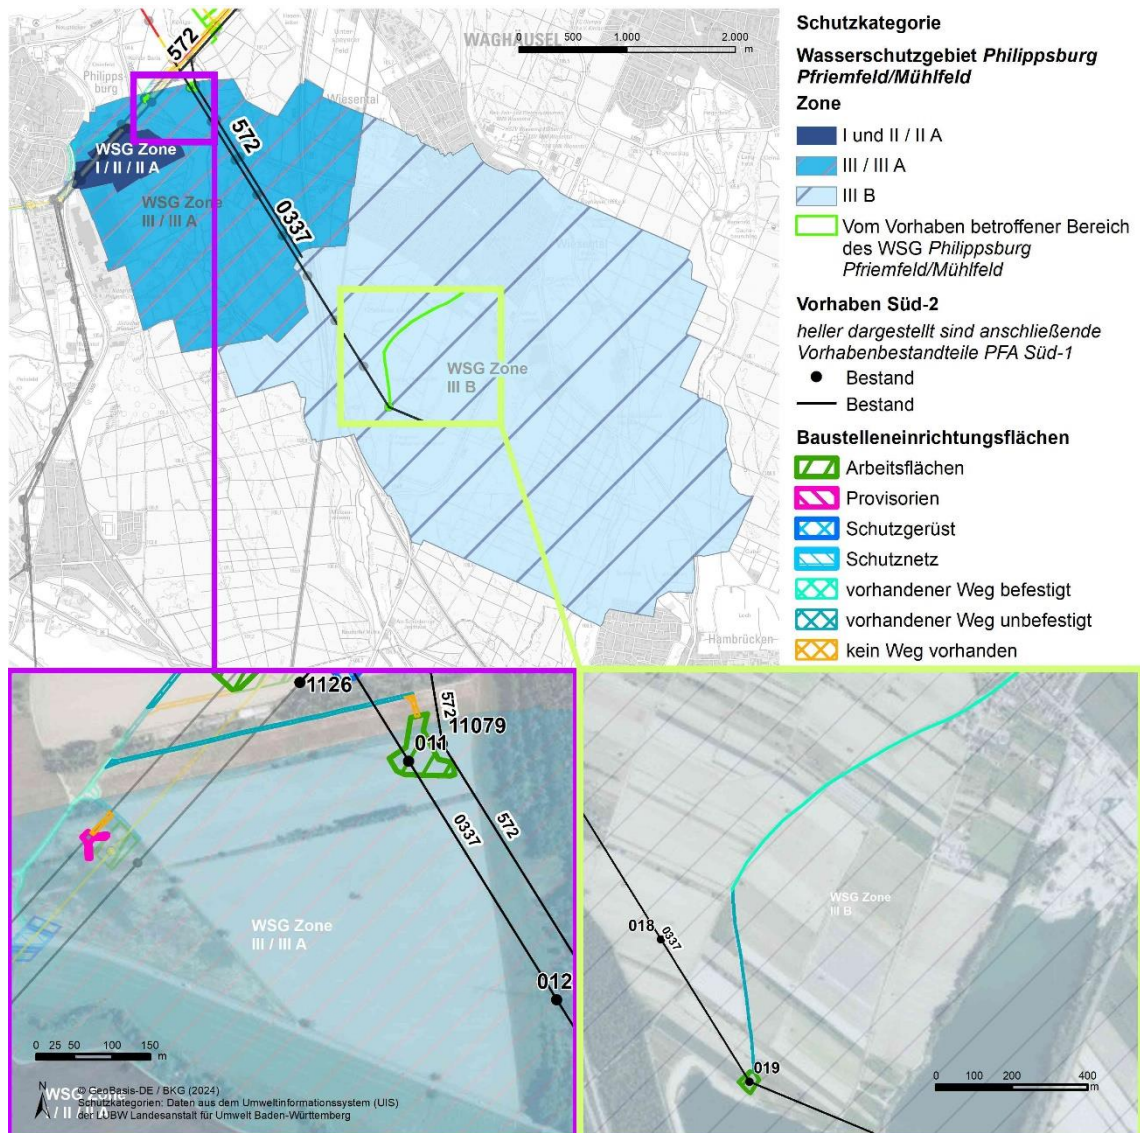 WAGHÄUSEL
0 500 1.000 2.000
m
572
Philipps
burg
Wiesental
572
WSG Zone
I / II / II A
WSG Zone
III / III A
0337
Wiesental
WSG Zone
III B
Hambrücken
Schutzkategorie
Wasserschutzgebiet Philippsburg
Pfriemfeld/Mühlfeld
Zone
I und II / II A
III / III A
III B
Vom Vorhaben betroffener Bereich
des WSG Philippsburg
Pfriemfeld/Mühlfeld
Vorhaben Süd-2
heller dargestellt sind anschließende
Vorhabenbestandteile PFA Süd-1
Bestand
Bestand
Baustelleneinrichtungsflächen
Arbeitsflächen
Provisorien
Schutzgerüst
Schutznetz
vorhandener Weg befestigt
vorhandener Weg unbefestigt
kein Weg vorhanden
1126
572
11079
011
0337
572
WSG Zone
III / III A
012
0 25 50 100 150
m
N
WSG Zone
I / II / II A
© GeoBasis-DE / BKG (2024)
Schutzkategorien: Daten aus dem Umweltinformationssystem (UIS)
der LUBW Landesanstalt für Umwelt Baden-Württemberg
WSG Zone
III B
018
0337
019
0 100 200 400
m